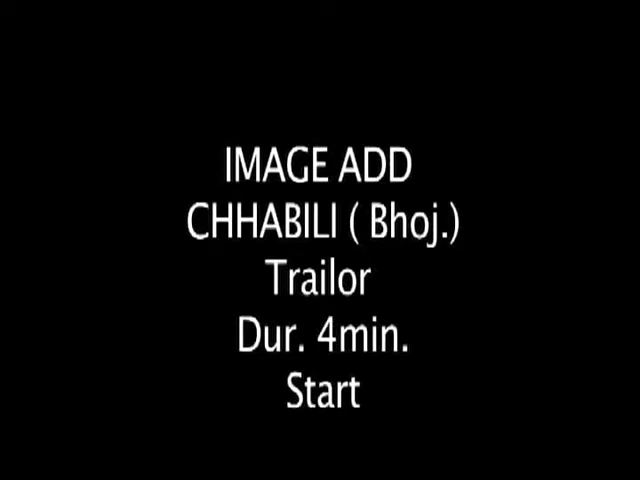 IMAGE ADD
CHHABILI ( Bhoj.)
Trailor
Dur. 4min.
Start